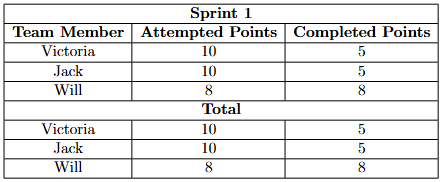 Sprint 1
Team Member Attempted Points Completed Points
Victoria 10 5
Jack 10 5
Will 8 8
Total
Victoria 10 5
Jack 10 5
Will 8 8